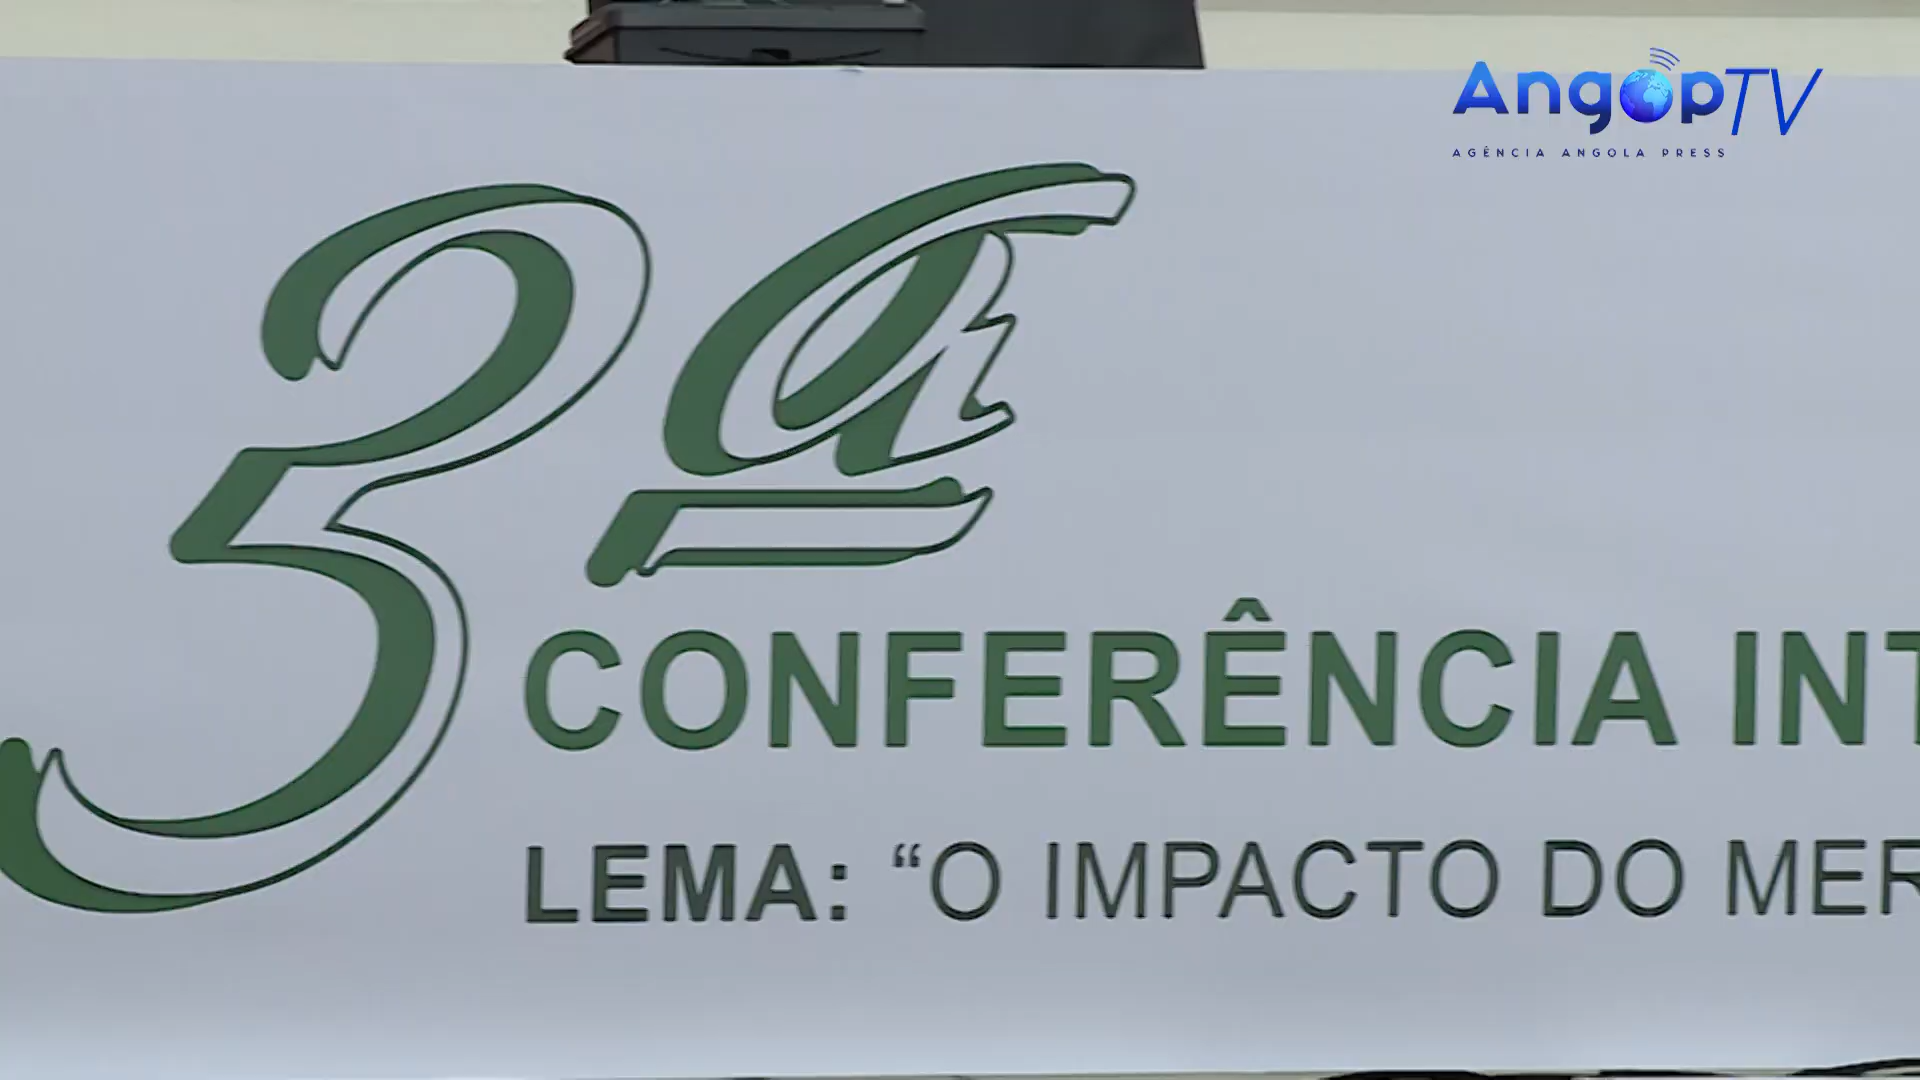 AngopTV
AGÊNCIA ANGOLA PRESS
3ª
CONFERÊNCIA INT
LEMA: “O IMPACTO DO MER